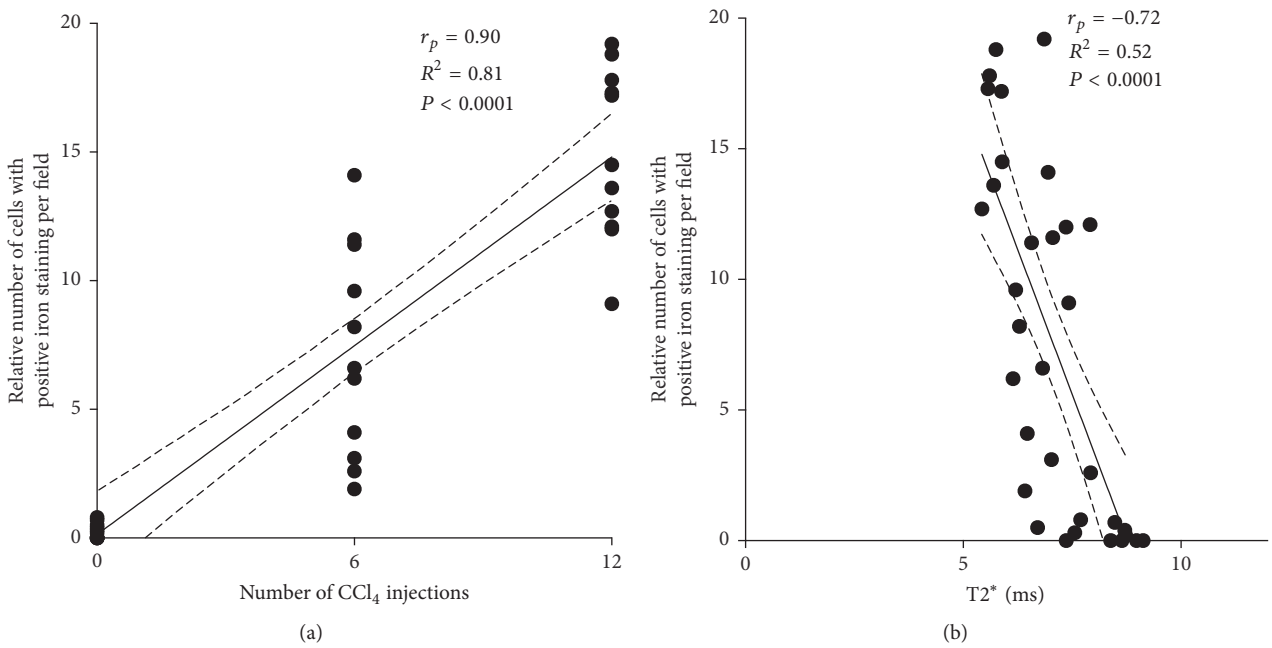 20
15
10
5
0
0
6
12
Relative number of cells with
positive iron staining per field
r_p = 0.90
R² = 0.81
P < 0.0001
Number of CCl₄ injections
(a)
20
15
10
5
0
0
5
10
Relative number of cells with
positive iron staining per field
r_p = −0.72
R² = 0.52
P < 0.0001
T2* (ms)
(b)